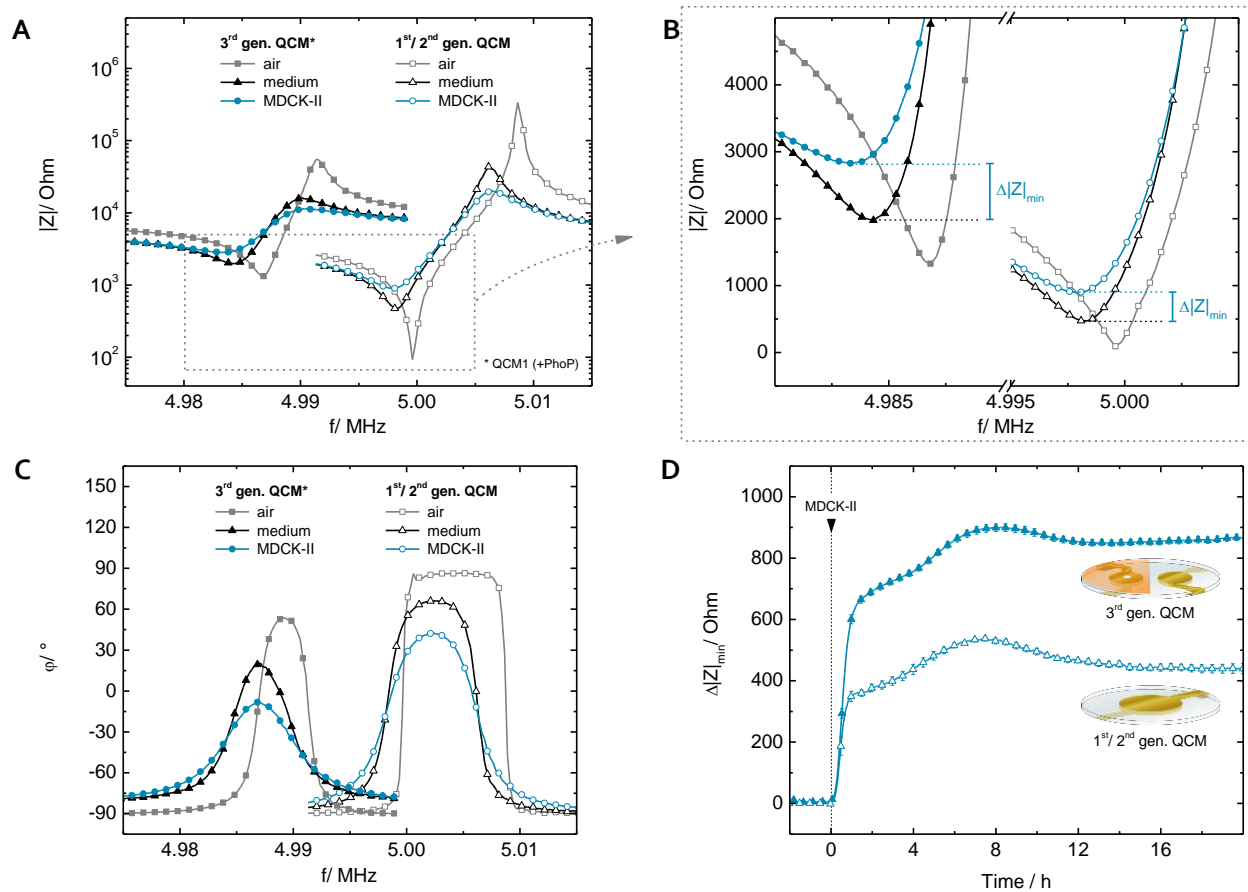 A
3rd gen. QCM* 1st/ 2nd gen. QCM
air air
medium medium
MDCK-II MDCK-II
10^6
10^5
10^4
10^3
10^2
|Z|/ Ohm
* QCM1 (+PhoP)
4.98 4.99 5.00 5.01
f/ MHz
B
4000
3000
2000
1000
0
|Z|/ Ohm
Δ|Z|min
Δ|Z|min
4.985 4.995 5.000
f/ MHz
C
3rd gen. QCM* 1st/ 2nd gen. QCM
air air
medium medium
MDCK-II MDCK-II
150
120
90
60
30
0
-30
-60
-90
φ/ °
4.98 4.99 5.00 5.01
f/ MHz
D
1000
800
600
400
200
0
Δ|Z|min/ Ohm
MDCK-II
3rd gen. QCM
1st/ 2nd gen. QCM
0 4 8 12 16
Time / h